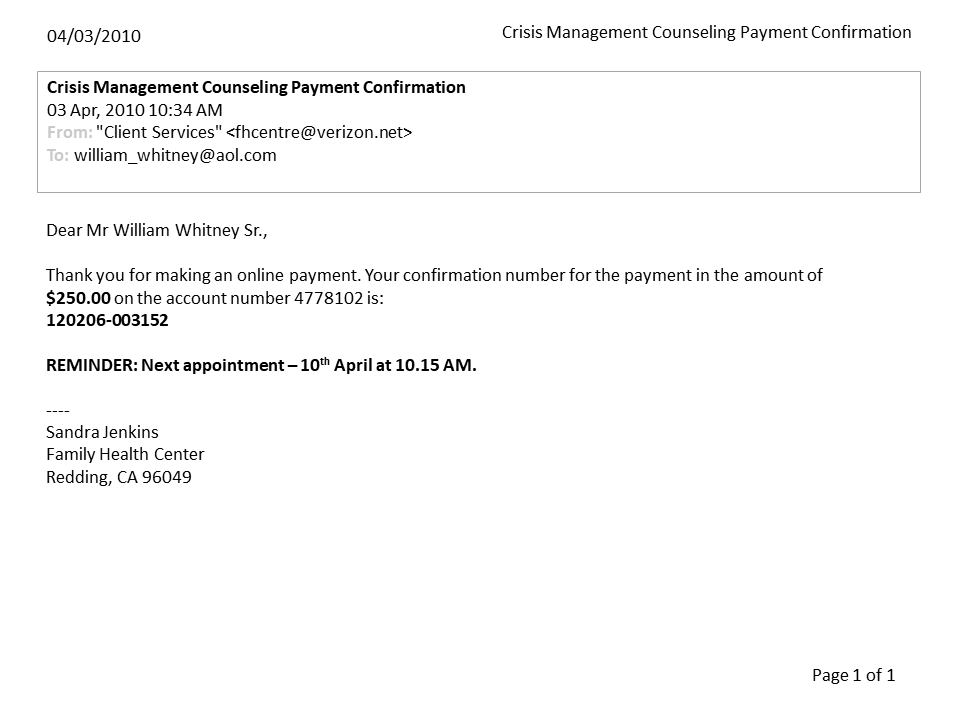 04/03/2010
Crisis Management Counseling Payment Confirmation
Crisis Management Counseling Payment Confirmation
03 Apr, 2010 10:34 AM
From: "Client Services" <fhcentre@verizon.net>
To: william_whitney@aol.com
Dear Mr William Whitney Sr.,
Thank you for making an online payment. Your confirmation number for the payment in the amount of
$250.00 on the account number 4778102 is:
120206-003152
REMINDER: Next appointment – 10th April at 10.15 AM.
----
Sandra Jenkins
Family Health Center
Redding, CA 96049
Page 1 of 1